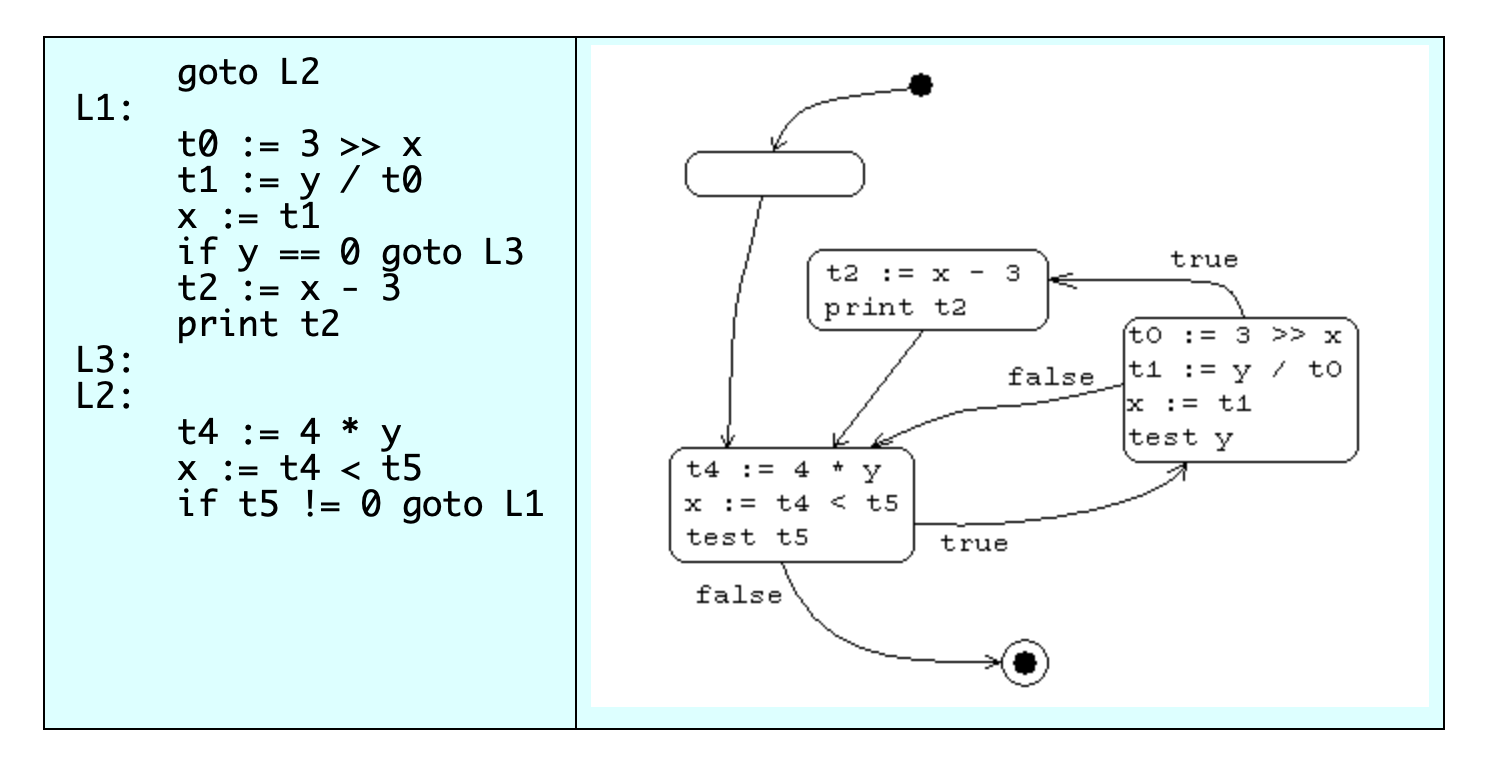 goto L2
L1:
t0 := 3 >> x
t1 := y / t0
x := t1
if y == 0 goto L3
t2 := x - 3
print t2
L3:
L2:
t4 := 4 * y
x := t4 < t5
if t5 != 0 goto L1
t2 := x - 3
print t2
true
t0 := 3 >> x
t1 := y / t0
x := t1
test y
false
t4 := 4 * y
x := t4 < t5
test t5
true
false